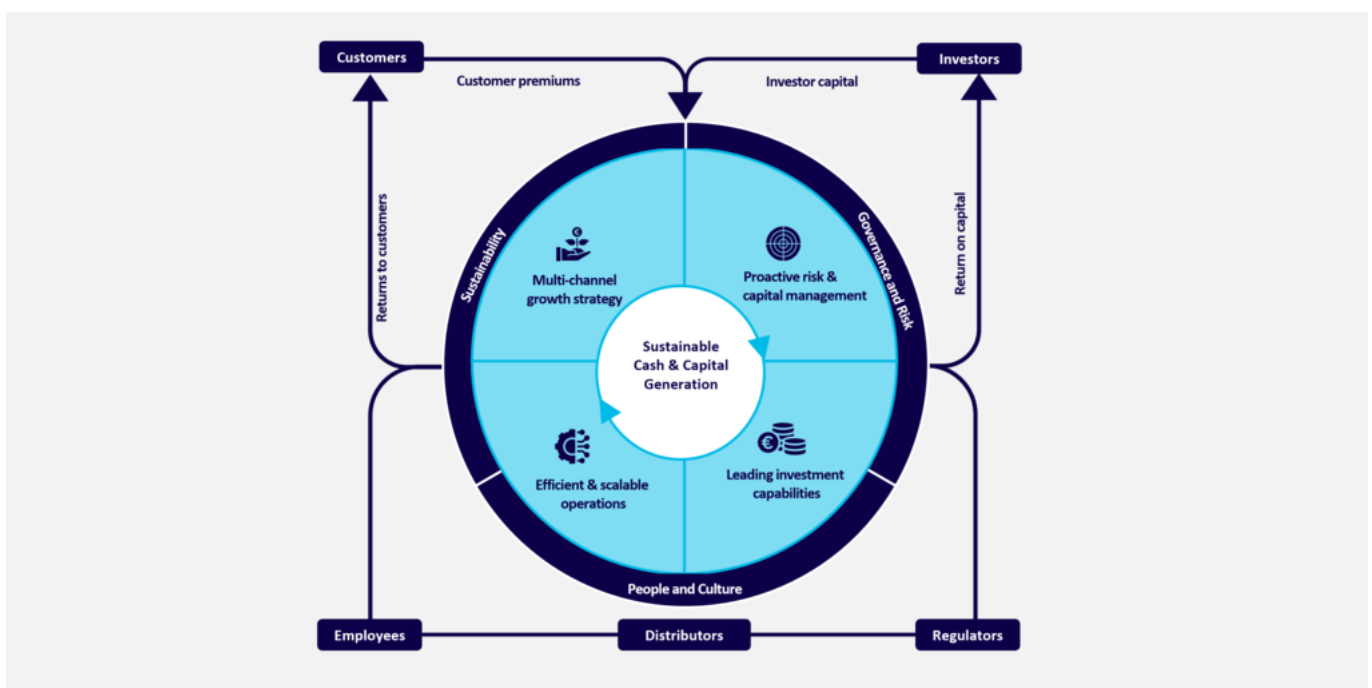 Customers
Investors
Customer premiums
Investor capital
Returns to customers
Return on capital
Sustainability
Governance and Risk
Multi-channel
growth strategy
Proactive risk &
capital management
Sustainable
Cash & Capital
Generation
Efficient & scalable
operations
Leading investment
capabilities
People and Culture
Employees
Distributors
Regulators